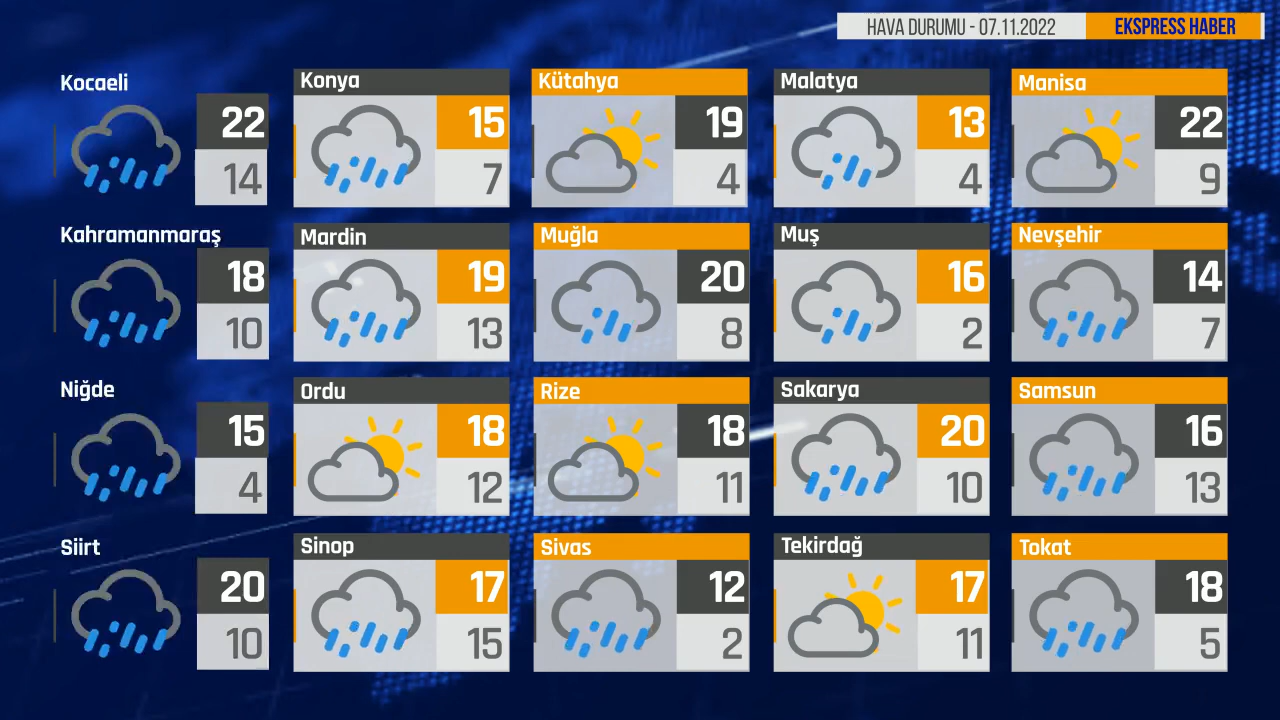 HAVA DURUMU - 07.11.2022 EKSPRESS HABER
Kocaeli
22
14
Konya
15
7
Kütahya
19
4
Malatya
13
4
Manisa
22
9
Kahramanmaraş
18
10
Mardin
19
13
Muğla
20
8
Muş
16
2
Nevşehir
14
7
Niğde
15
4
Ordu
18
12
Rize
18
11
Sakarya
20
10
Samsun
16
13
Siirt
20
10
Sinop
17
15
Sivas
12
2
Tekirdağ
17
11
Tokat
18
5